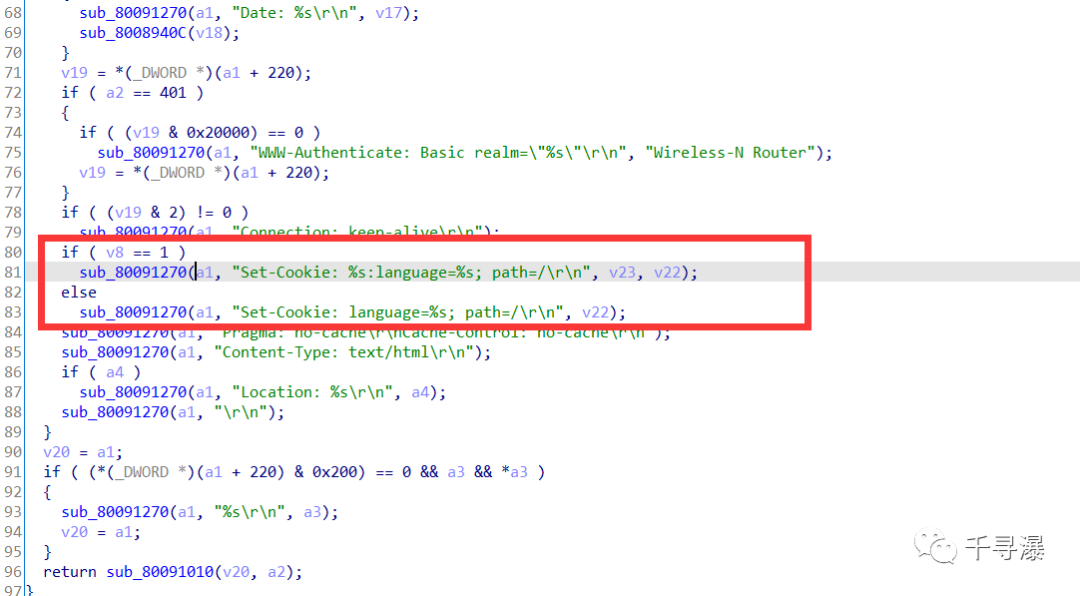 68 sub_80091270(a1, "Date: %s\r\n", v17);
69 sub_8008940C(v18);
70 }
71 v19 = *(_DWORD *)(a1 + 220);
72 if ( a2 == 401 )
73 {
74 if ( (v19 & 0x20000) == 0 )
75 sub_80091270(a1, "WWW-Authenticate: Basic realm=\"%s\"\r\n", "Wireless-N Router");
76 v19 = *(_DWORD *)(a1 + 220);
77 }
78 if ( (v19 & 2) != 0 )
79 sub_80091270(a1, "Connection: keep-alive\r\n");
80 if ( v8 == 1 )
81 sub_80091270(a1, "Set-Cookie: %s:language=%s; path=/\r\n", v23, v22);
82 else
83 sub_80091270(a1, "Set-Cookie: language=%s; path=/\r\n", v22);
84 sub_80091270(a1, "Pragma: no-cache\r\nCache-Control: no-cache\r\n");
85 sub_80091270(a1, "Content-Type: text/html\r\n");
86 if ( a4 )
87 sub_80091270(a1, "Location: %s\r\n", a4);
88 sub_80091270(a1, "\r\n");
89 }
90 v20 = a1;
91 if ( (*(_DWORD *)(a1 + 220) & 0x200) == 0 && a3 && *a3 )
92 {
93 sub_80091270(a1, "%s\r\n", a3);
94 v20 = a1;
95 }
96 return sub_80091010(v20, a2);
97 }
千寻瀑